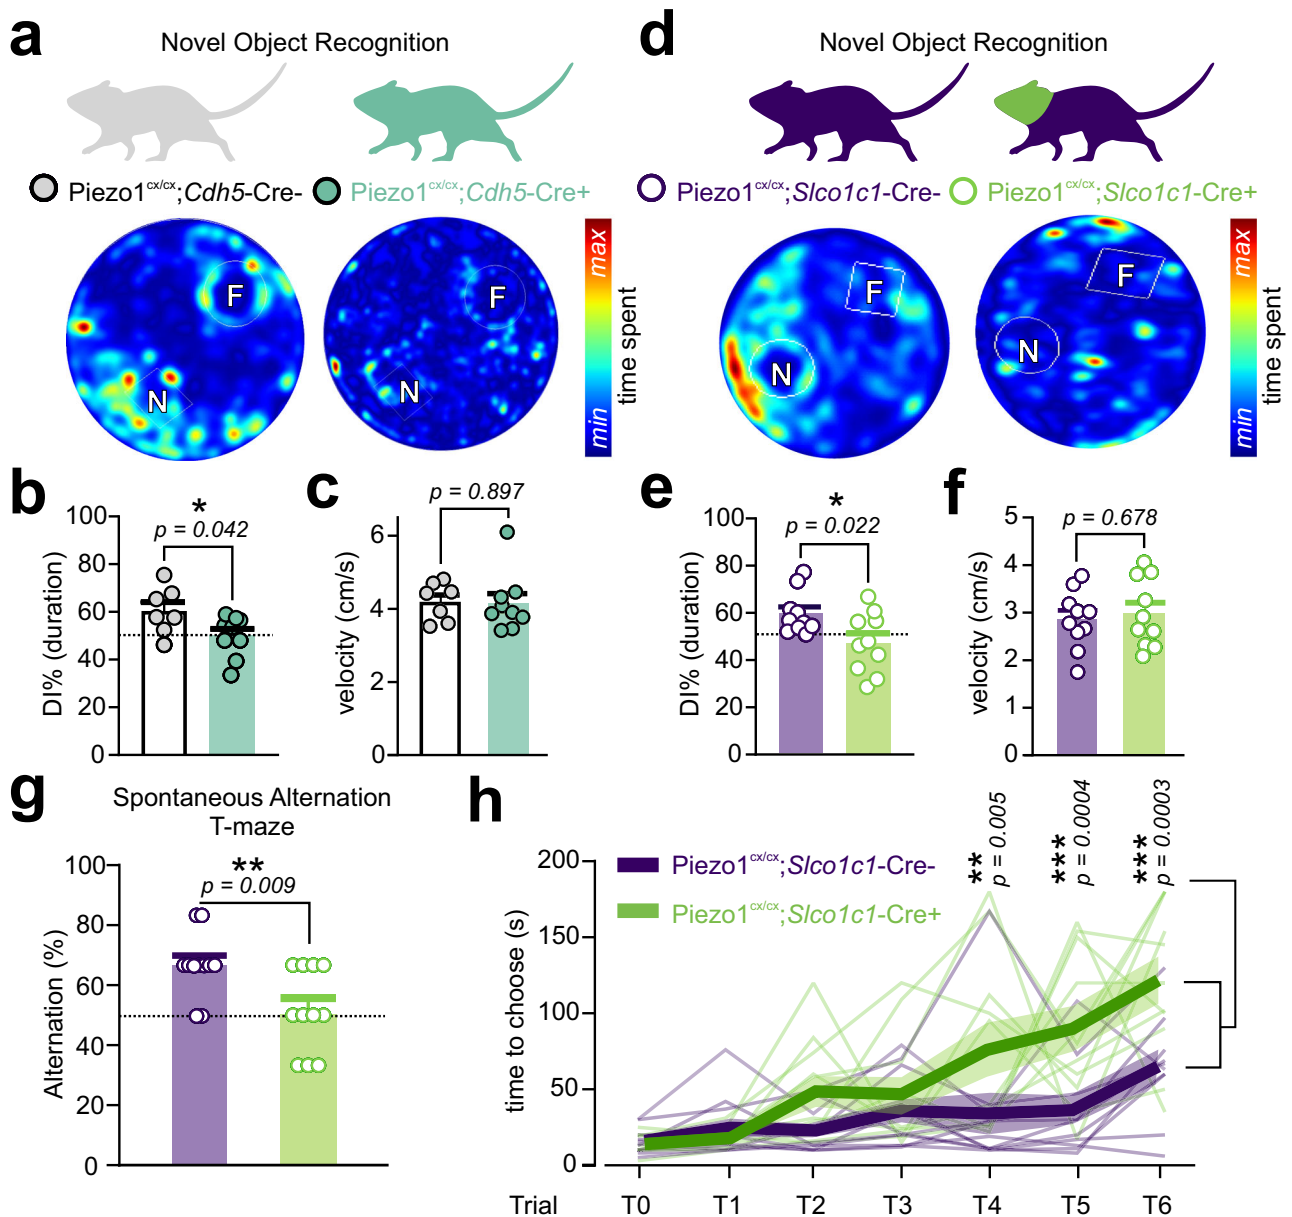 a
Novel Object Recognition
Piezo1cx/cx;Cdh5-Cre-
Piezo1cx/cx;Cdh5-Cre+
F
N
F
N
max
min
time spent
d
Novel Object Recognition
Piezo1cx/cx;Slco1c1-Cre-
Piezo1cx/cx;Slco1c1-Cre+
F
N
F
N
max
min
time spent
b
*
p = 0.042
DI% (duration)
100
80
60
40
20
0
c
p = 0.897
velocity (cm/s)
6
4
2
0
e
*
p = 0.022
DI% (duration)
100
80
60
40
20
0
f
p = 0.678
velocity (cm/s)
5
4
3
2
1
0
g
Spontaneous Alternation
T-maze
**
p = 0.009
Alternation (%)
100
80
60
40
20
0
h
Piezo1cx/cx;Slco1c1-Cre-
Piezo1cx/cx;Slco1c1-Cre+
**
p = 0.005
***
p = 0.0004
***
p = 0.0003
time to choose (s)
200
150
100
50
0
Trial T0 T1 T2 T3 T4 T5 T6